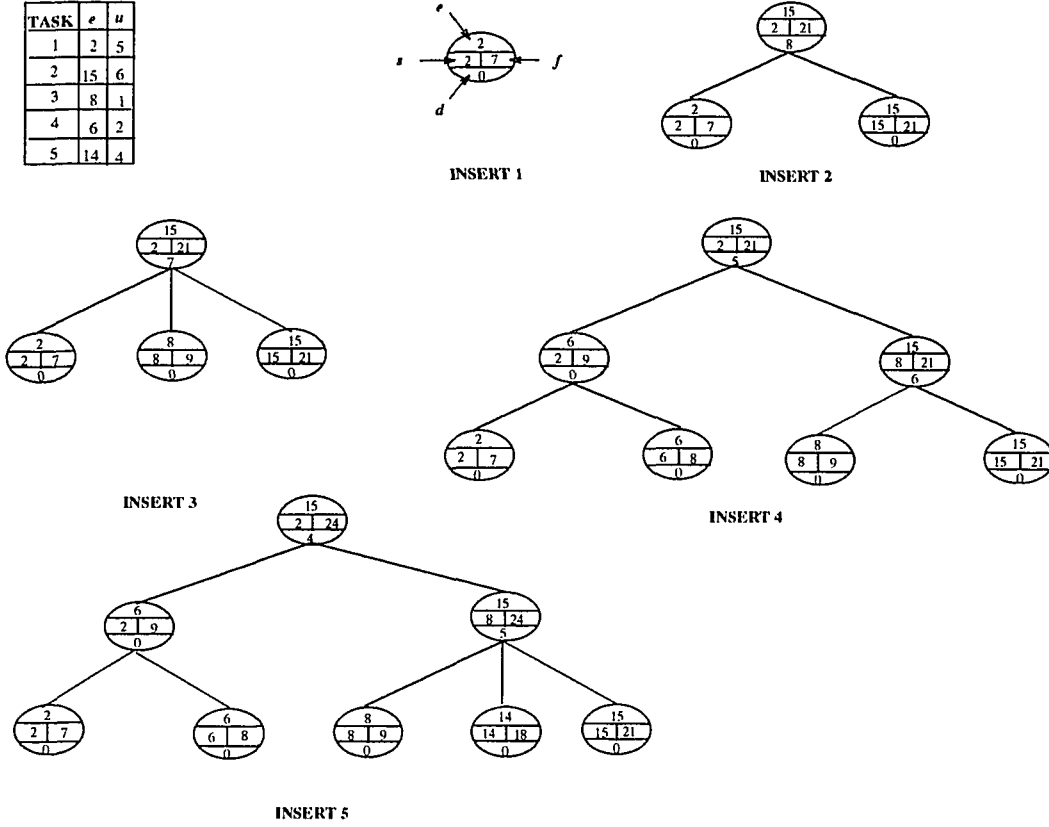 TASK e u
1 2 5
2 15 6
3 8 1
4 6 2
5 14 4
e
2
s 2 7 f
0
d
INSERT 1
15
2 21
8
2 15
2 7 15 21
0 0
INSERT 2
15
2 21
7
2 8 15
2 7 8 9 15 21
0 0 0
INSERT 3
15
2 21
5
6 15
2 9 8 21
0 6
2 6 8 15
2 7 6 8 8 9 15 21
0 0 0 0
INSERT 4
15
2 24
4
6 15
2 9 8 24
0 5
2 6 8 14 15
2 7 6 8 8 9 14 18 15 21
0 0 0 0 0
INSERT 5